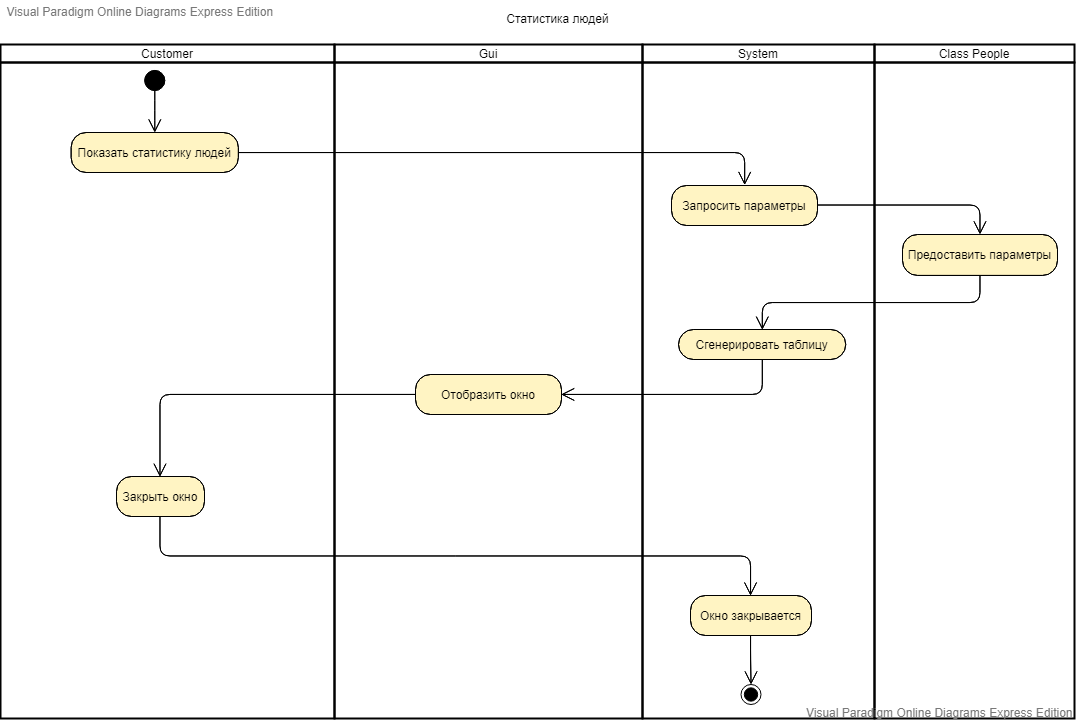 Visual Paradigm Online Diagrams Express Edition
Статистика людей
Customer
Gui
System
Class People
Показать статистику людей
Запросить параметры
Предоставить параметры
Сгенерировать таблицу
Отобразить окно
Закрыть окно
Окно закрывается
Visual Paradigm Online Diagrams Express Edition